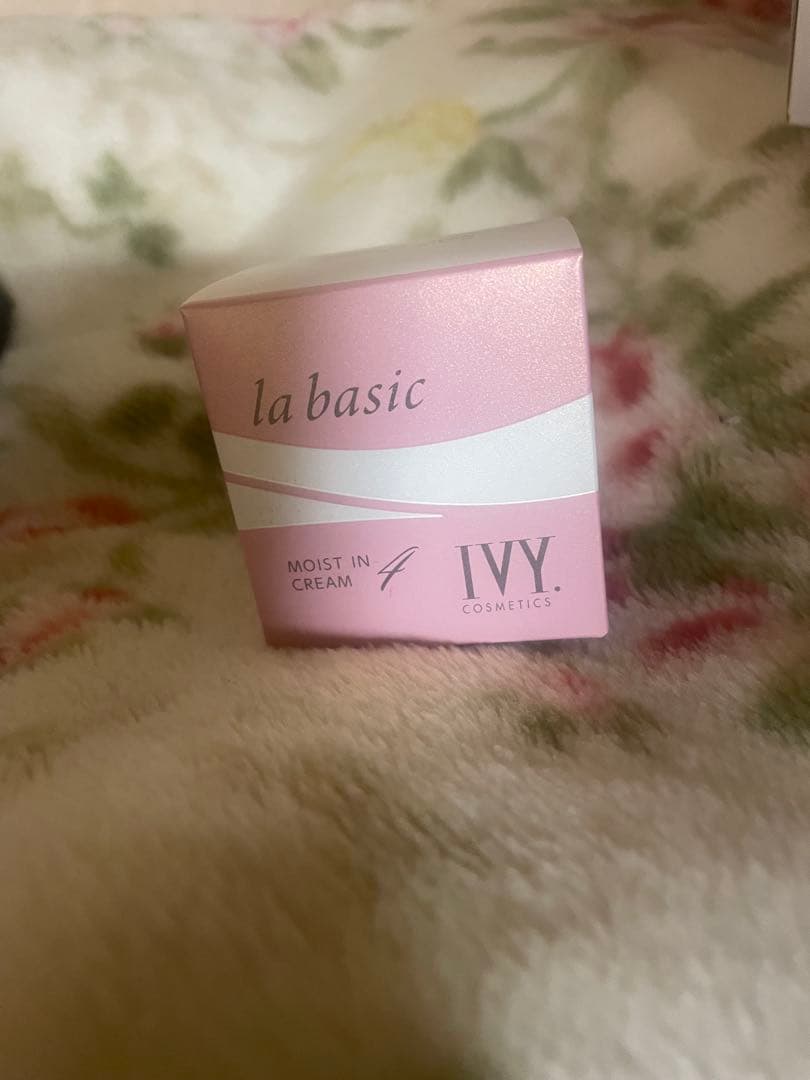 la basic
MOIST IN
CREAM 4
IVY.
COSMETICS